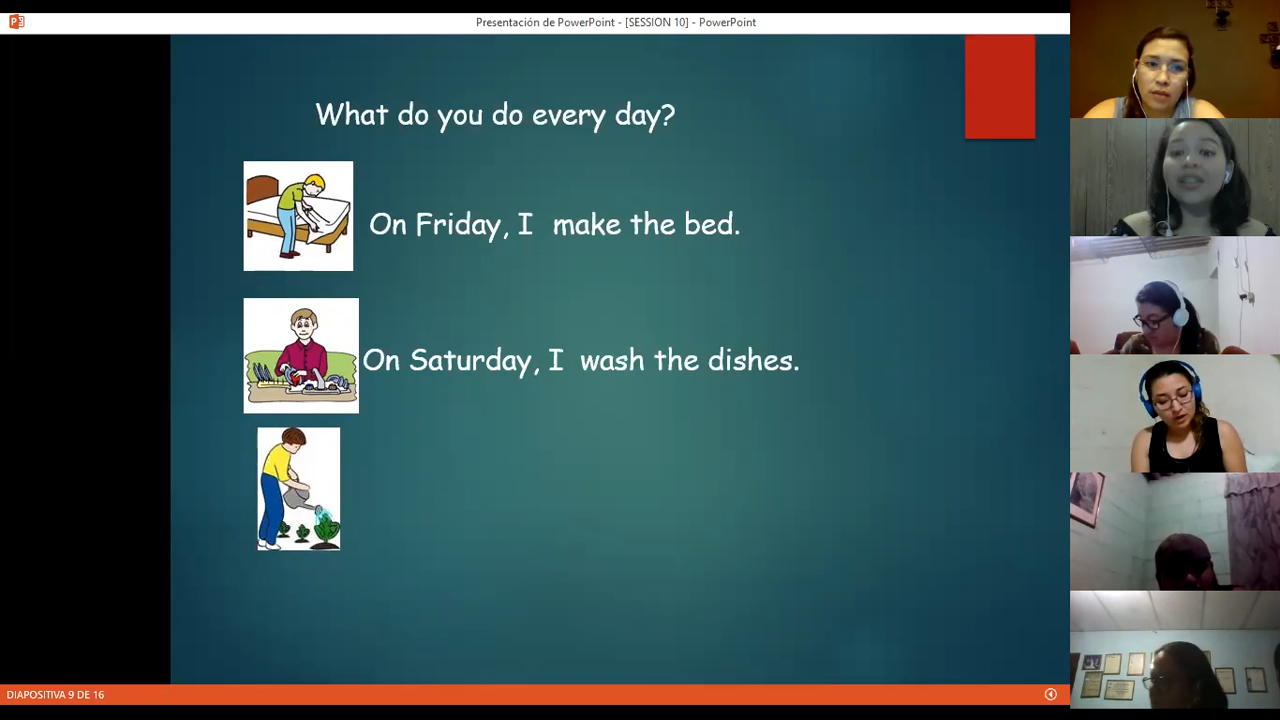 Presentación de PowerPoint - [SESSION 10] - PowerPoint
What do you do every day?
On Friday, I make the bed.
On Saturday, I wash the dishes.
DIAPOSITIVA 9 DE 16